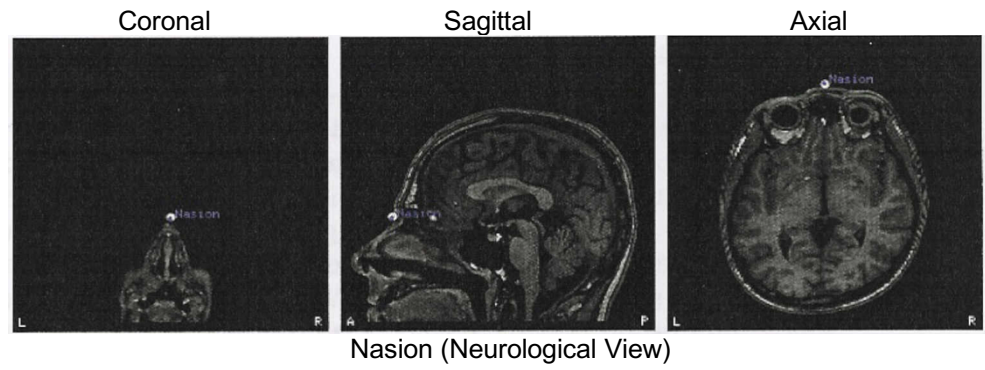 Coronal Sagittal Axial
Nasion
Nasion
Nasion
L R A P L R
Nasion (Neurological View)